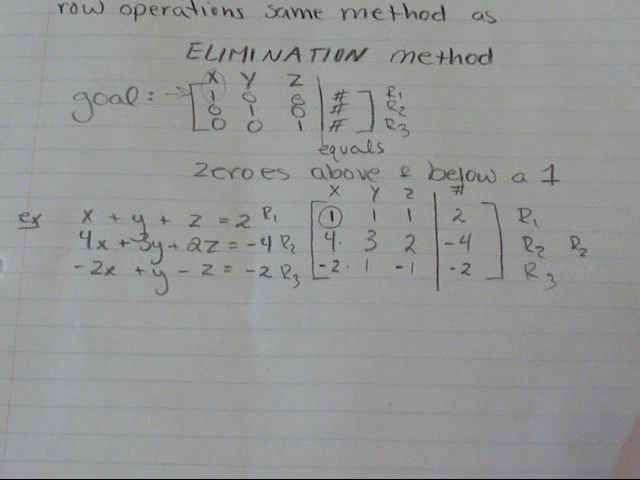 row operations same method as
ELIMINATION method
X Y Z
goal: → 1 0 0 | # R1
0 1 0 | # R2
0 0 1 | # R3
equals
zeroes above & below a 1
X Y Z #
ex x + y + z = 2 R1 [ 1 1 1 | 2 ] R1
4x + 3y + 2z = -4 R2 [ 4. 3 2 | -4 ] R2 R2
-2x + y - z = -2 R3 [ -2. 1 -1 | -2 ] R3